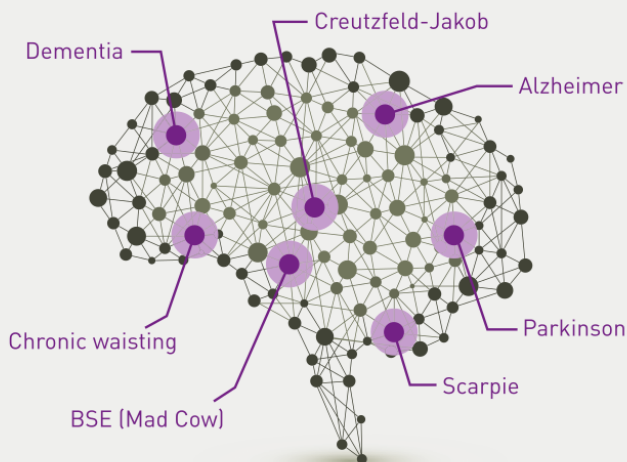 Creutzfeld-Jakob
Dementia
Alzheimer
Chronic waisting
Parkinson
Scarpie
BSE (Mad Cow)